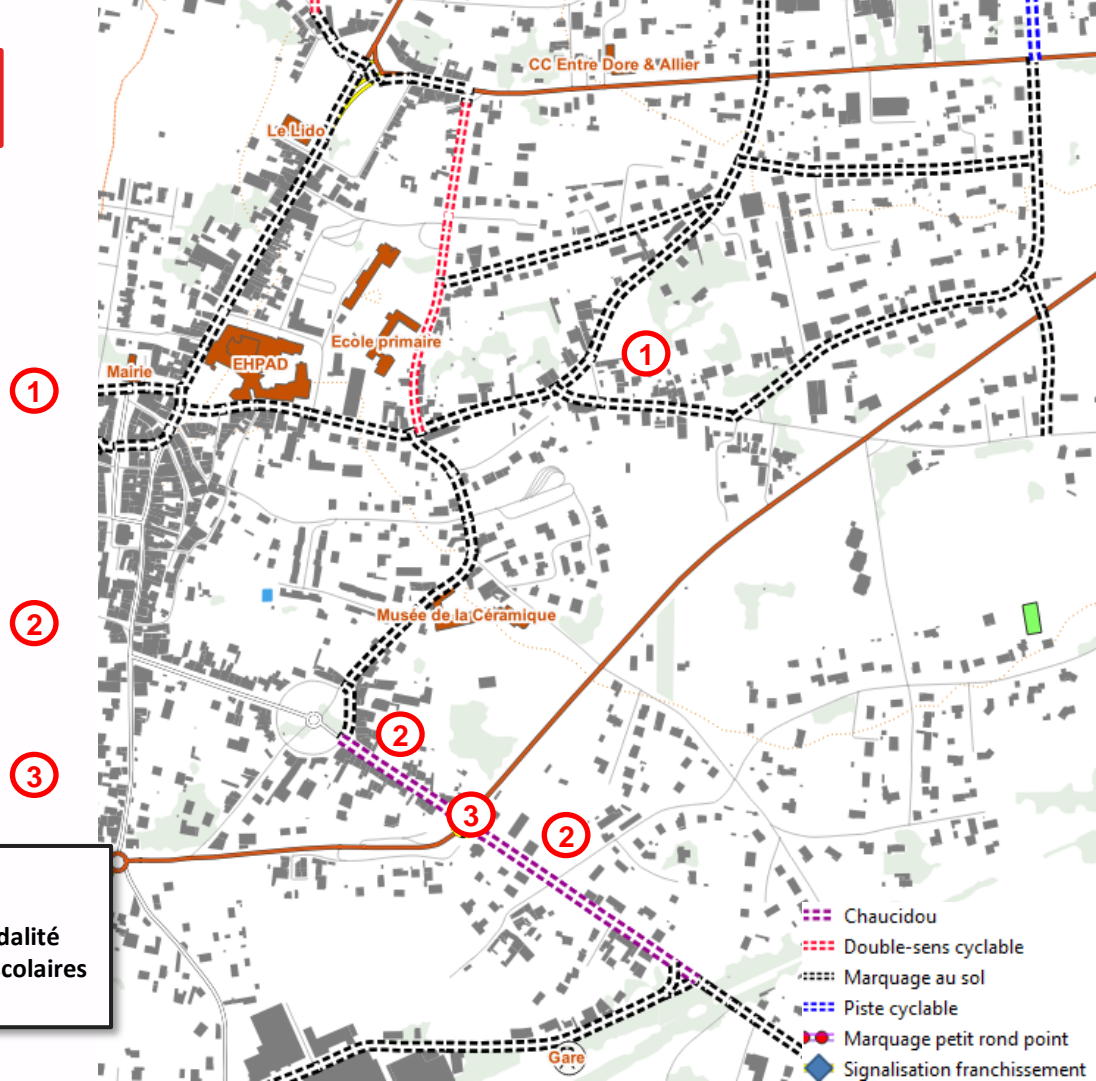 CC Entre Dore & Allier
Le Lido
Ecole primaire
1
Mairie
EHPAD
1
Musée de la Céramique
2
2
3
3
2
dalité
colaires
Gare
Chaucidou
Double-sens cyclable
Marquage au sol
Piste cyclable
Marquage petit rond point
Signalisation franchissement